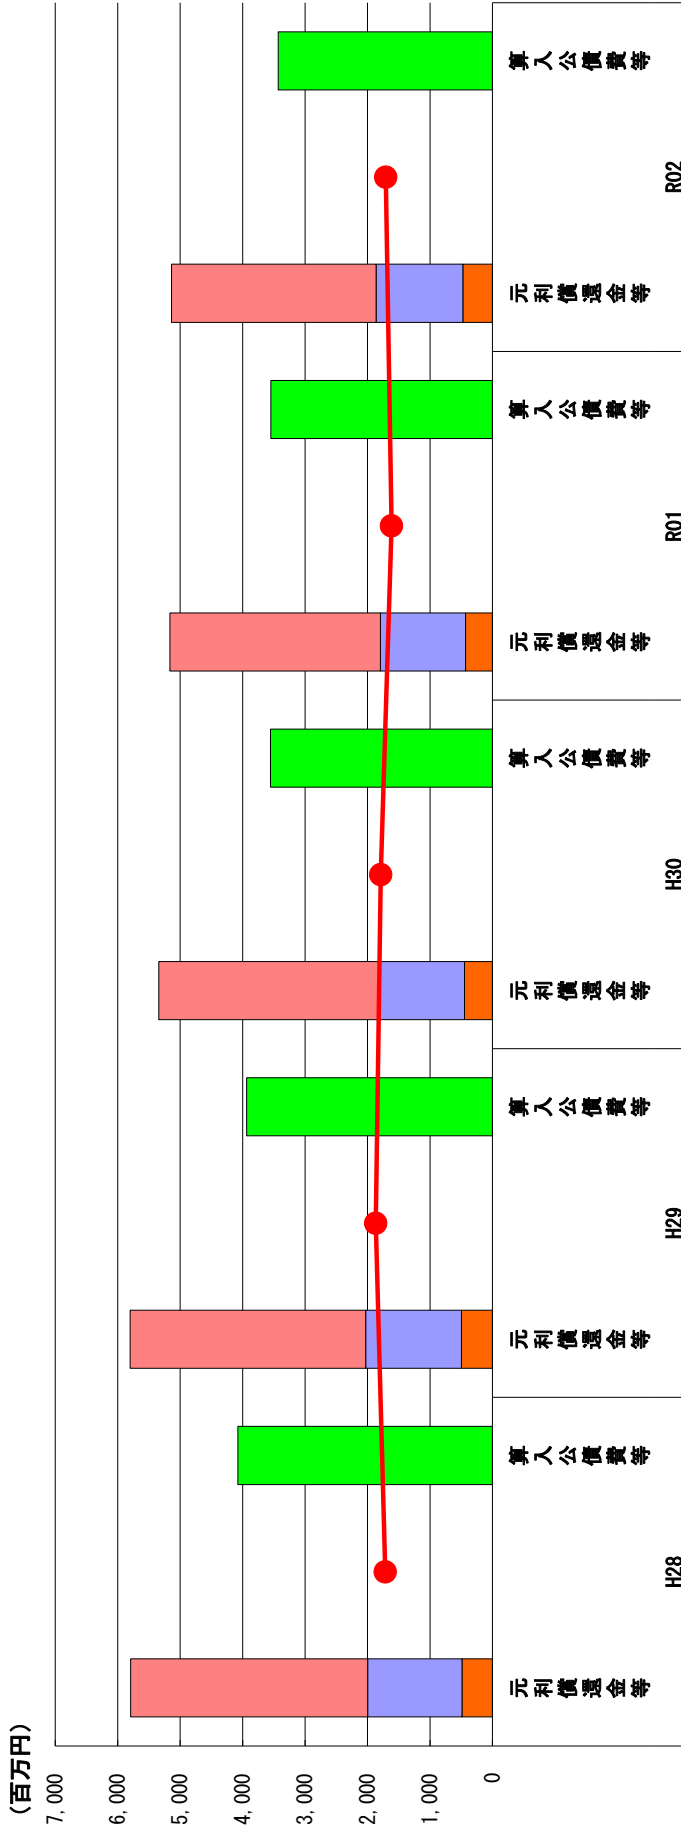 (百万円)
7,000
6,000
5,000
4,000
3,000
2,000
1,000
0
元利償還金等
算入公債費等
元利償還金等
算入公債費等
元利償還金等
算入公債費等
元利償還金等
算入公債費等
元利償還金等
算入公債費等
H28
H29
H30
R01
R02